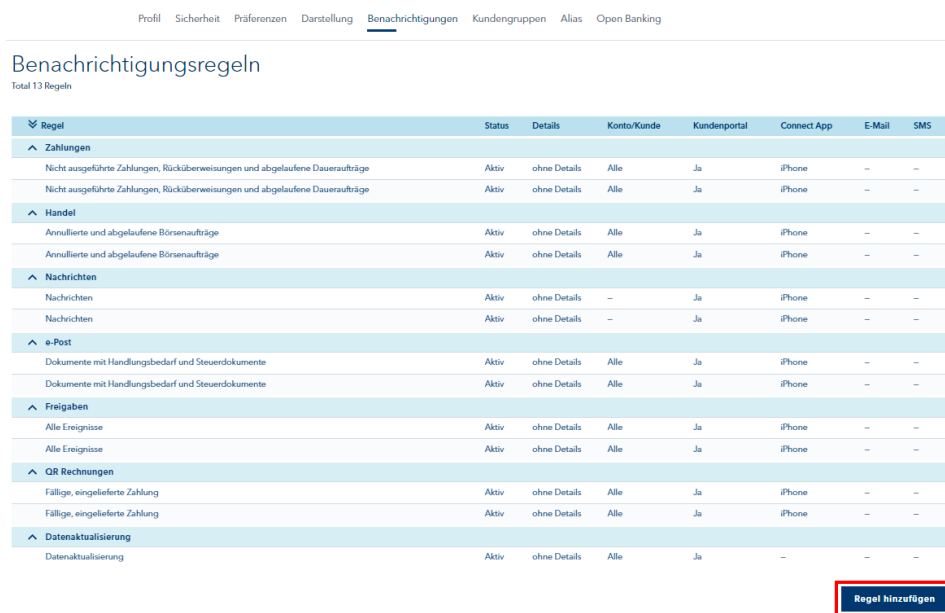 Profil Sicherheit Präferenzen Darstellung Benachrichtigungen Kundengruppen Alias Open Banking
Benachrichtigungsregeln
Total 13 Regeln
Regel Status Details Konto/Kunde Kundenportal Connect App E-Mail SMS
Zahlungen
Nicht ausgeführte Zahlungen, Rücküberweisungen und abgelaufene Daueraufträge Aktiv ohne Details Alle Ja iPhone – –
Nicht ausgeführte Zahlungen, Rücküberweisungen und abgelaufene Daueraufträge Aktiv ohne Details Alle Ja iPhone – –
Handel
Annullierte und abgelaufene Börsenaufträge Aktiv ohne Details Alle Ja iPhone – –
Annullierte und abgelaufene Börsenaufträge Aktiv ohne Details Alle Ja iPhone – –
Nachrichten
Nachrichten Aktiv ohne Details – Ja iPhone – –
Nachrichten Aktiv ohne Details – Ja iPhone – –
e-Post
Dokumente mit Handlungsbedarf und Steuerdokumente Aktiv ohne Details Alle Ja iPhone – –
Dokumente mit Handlungsbedarf und Steuerdokumente Aktiv ohne Details Alle Ja iPhone – –
Freigaben
Alle Ereignisse Aktiv ohne Details Alle Ja iPhone – –
Alle Ereignisse Aktiv ohne Details Alle Ja iPhone – –
QR Rechnungen
Fällige, eingelieferte Zahlung Aktiv ohne Details Alle Ja iPhone – –
Fällige, eingelieferte Zahlung Aktiv ohne Details Alle Ja iPhone – –
Datenaktualisierung
Datenaktualisierung Aktiv ohne Details Alle Ja – – –
Regel hinzufügen